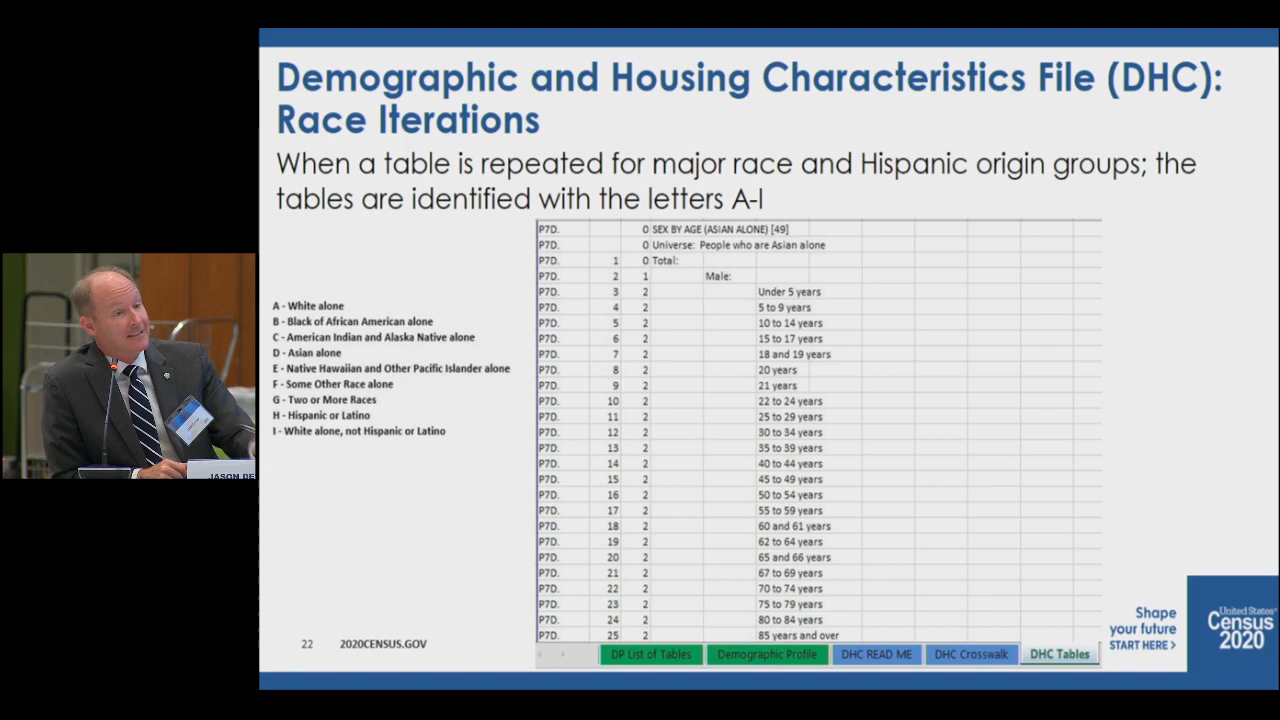 Demographic and Housing Characteristics File (DHC):
Race Iterations
When a table is repeated for major race and Hispanic origin groups; the
tables are identified with the letters A-I
A - White alone
B - Black of African American alone
C - American Indian and Alaska Native alone
D - Asian alone
E - Native Hawaiian and Other Pacific Islander alone
F - Some Other Race alone
G - Two or More Races
H - Hispanic or Latino
I - White alone, not Hispanic or Latino
P7D. 0 SEX BY AGE (ASIAN ALONE) [49]
P7D. 0 Universe: People who are Asian alone
P7D. 1 0 Total:
P7D. 2 1 Male:
P7D. 3 2 Under 5 years
P7D. 4 2 5 to 9 years
P7D. 5 2 10 to 14 years
P7D. 6 2 15 to 17 years
P7D. 7 2 18 and 19 years
P7D. 8 2 20 years
P7D. 9 2 21 years
P7D. 10 2 22 to 24 years
P7D. 11 2 25 to 29 years
P7D. 12 2 30 to 34 years
P7D. 13 2 35 to 39 years
P7D. 14 2 40 to 44 years
P7D. 15 2 45 to 49 years
P7D. 16 2 50 to 54 years
P7D. 17 2 55 to 59 years
P7D. 18 2 60 and 61 years
P7D. 19 2 62 to 64 years
P7D. 20 2 65 and 66 years
P7D. 21 2 67 to 69 years
P7D. 22 2 70 to 74 years
P7D. 23 2 75 to 79 years
P7D. 24 2 80 to 84 years
P7D. 25 2 85 years and over
DP List of Tables Demographic Profile DHC READ ME DHC Crosswalk DHC Tables
22 2020CENSUS.GOV
Shape
your future
START HERE >
United States®
Census
2020
JASON DE